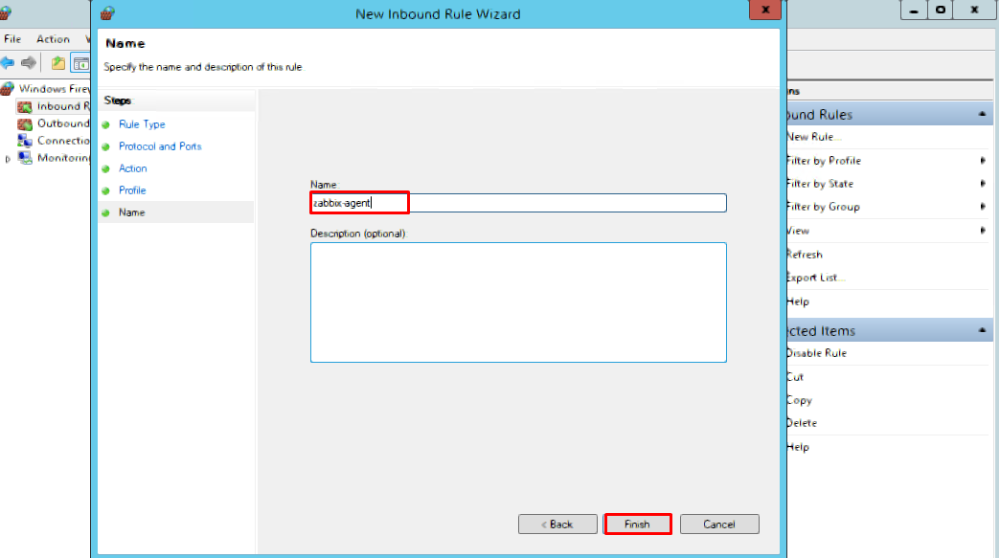 New Inbound Rule Wizard
x
x
File Action
Name
Specify the name and description of this rule.
Steps:
Rule Type
Protocol and Ports
Action
Profile
Name
Windows Firew
Inbound R
Outbound
Connectio
Monitoring
Name:
zabbix-agent
Description (optional):
< Back
Finish
Cancel
ons
ound Rules
New Rule...
Filter by Profile
Filter by State
Filter by Group
View
Refresh
Export List...
Help
cted Items
Disable Rule
Cut
Copy
Delete
Help